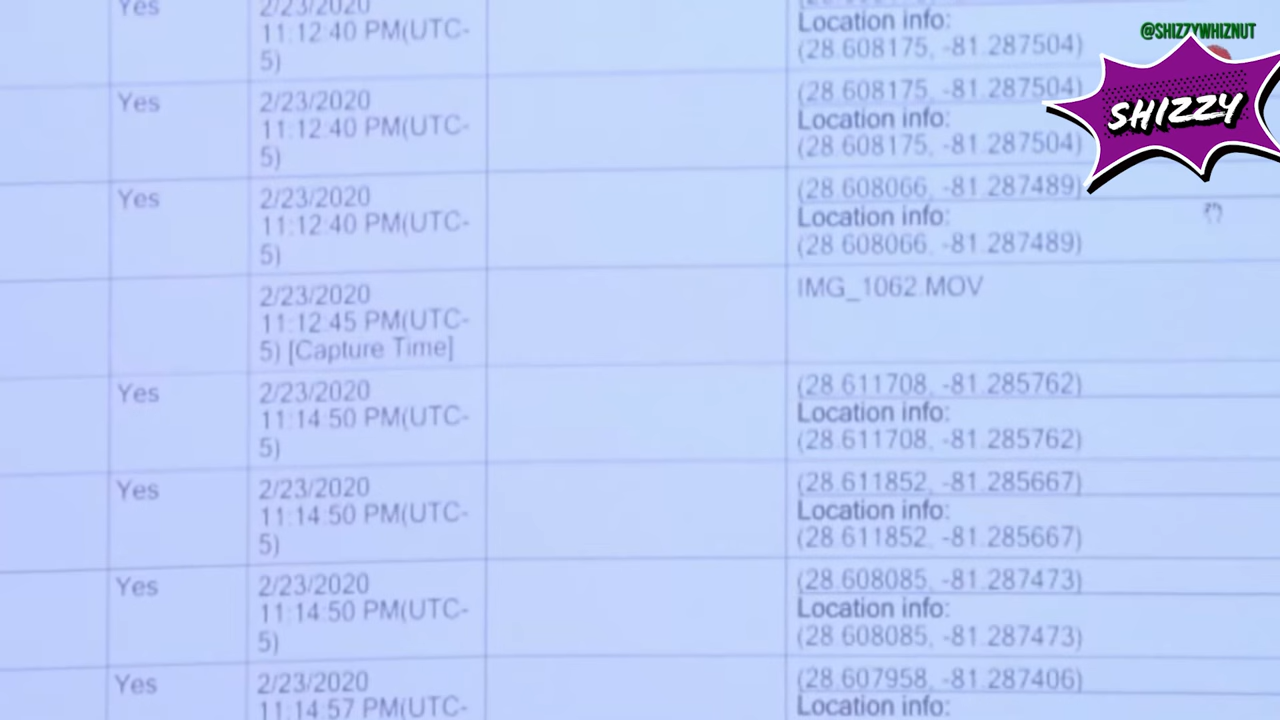 @SHIZZYWHIZNUT
SHIZZY
Yes
2/23/2020
11:12:40 PM(UTC-
5)
Location info:
(28.608175, -81.287504)
Yes
2/23/2020
11:12:40 PM(UTC-
5)
(28.608175, -81.287504)
Location info:
(28.608175, -81.287504)
Yes
2/23/2020
11:12:40 PM(UTC-
5)
(28.608066, -81.287489)
Location info:
(28.608066, -81.287489)
2/23/2020
11:12:45 PM(UTC-
5) [Capture Time]
IMG_1062.MOV
Yes
2/23/2020
11:14:50 PM(UTC-
5)
(28.611708, -81.285762)
Location info:
(28.611708, -81.285762)
Yes
2/23/2020
11:14:50 PM(UTC-
5)
(28.611852, -81.285667)
Location info:
(28.611852, -81.285667)
Yes
2/23/2020
11:14:50 PM(UTC-
5)
(28.608085, -81.287473)
Location info:
(28.608085, -81.287473)
Yes
2/23/2020
11:14:57 PM(UTC-
(28.607958, -81.287406)
Location info: